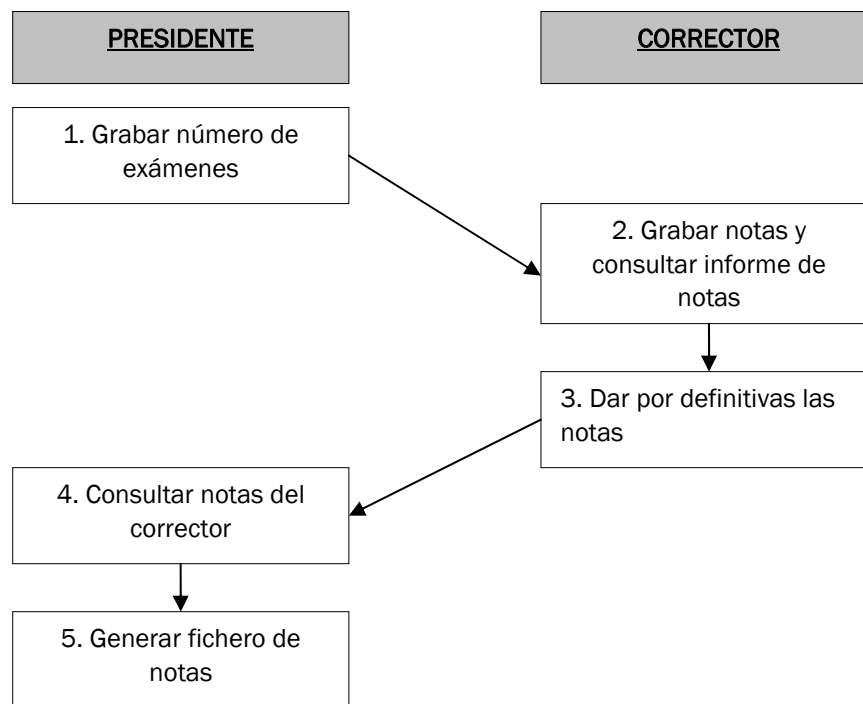 PRESIDENTE
CORRECTOR
1. Grabar número de
exámenes
2. Grabar notas y
consultar informe de
notas
3. Dar por definitivas las
notas
4. Consultar notas del
corrector
5. Generar fichero de
notas